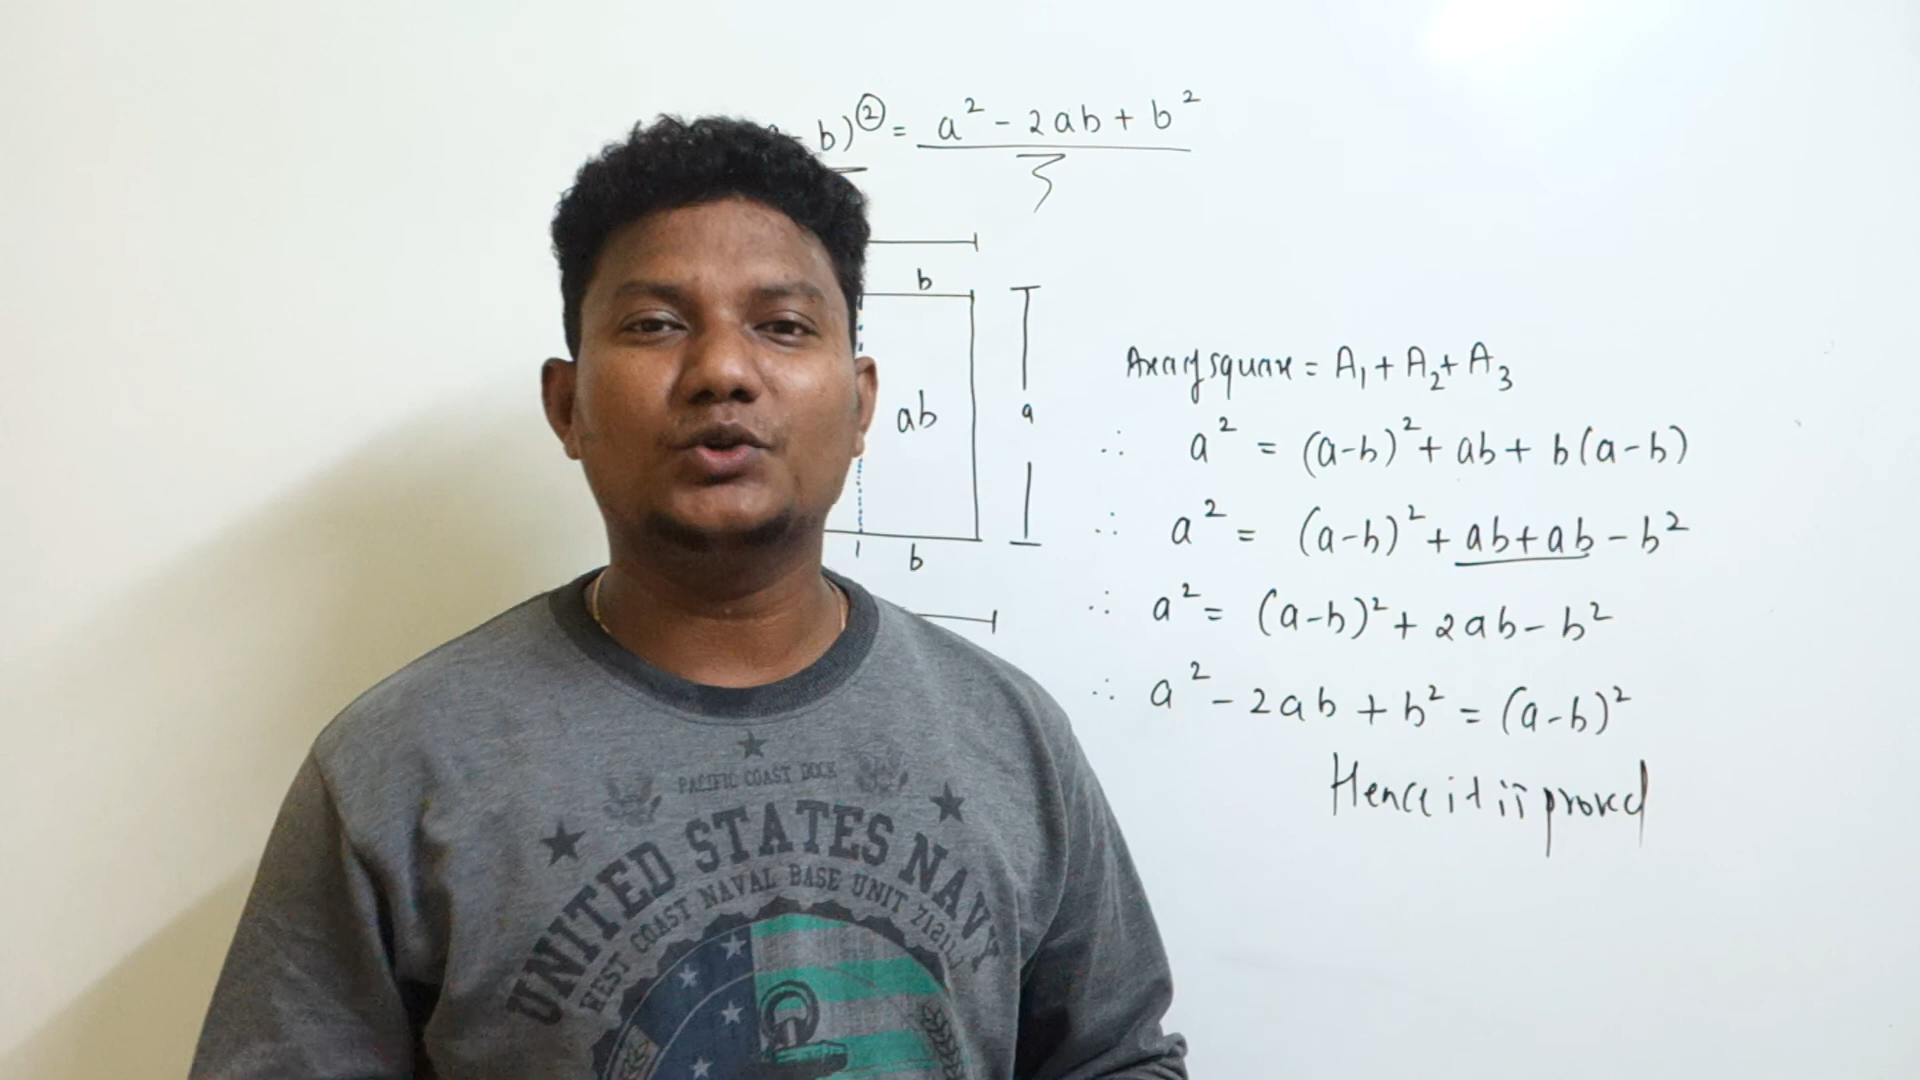 - b)² = a² - 2ab + b²
b
ab
a
b
Area of square = A₁ + A₂ + A₃
∴ a² = (a-b)² + ab + b(a-b)
∴ a² = (a-b)² + ab + ab - b²
∴ a² = (a-b)² + 2ab - b²
∴ a² - 2ab + b² = (a-b)²
Hence it is proved
PACIFIC COAST DOCK
UNITED STATES NAVY
WEST COAST NAVAL BASE UNIT